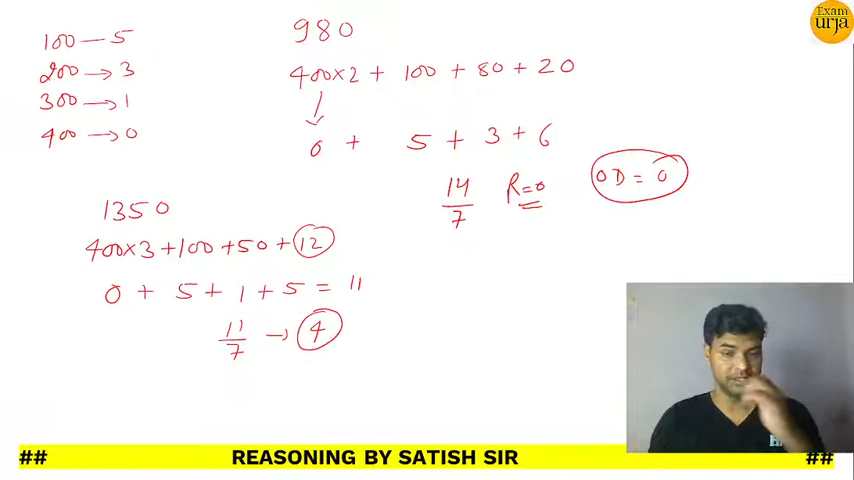 Exam
urja
100 — 5
200 → 3
300 → 1
400 → 0
980
400×2 + 100 + 80 + 20
0 + 5 + 3 + 6
14/7 R=0
OD = 0
1350
400×3 + 100 + 50 + 12
0 + 5 + 1 + 5 = 11
11/7 → 4
## REASONING BY SATISH SIR ##